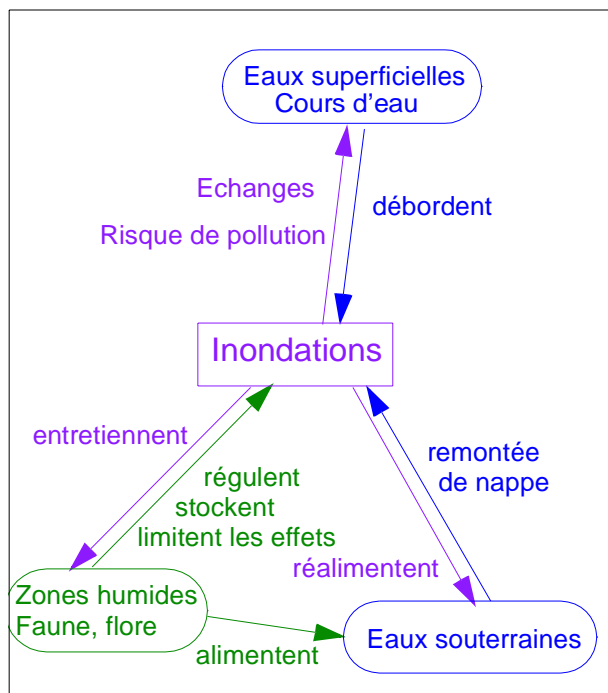 Eaux superficielles
Cours d'eau
Echanges
débordent
Risque de pollution
Inondations
entretiennent
remontée
de nappe
régulent
stockent
limitent les effets
réalimentent
Zones humides
Faune, flore
Eaux souterraines
alimentent